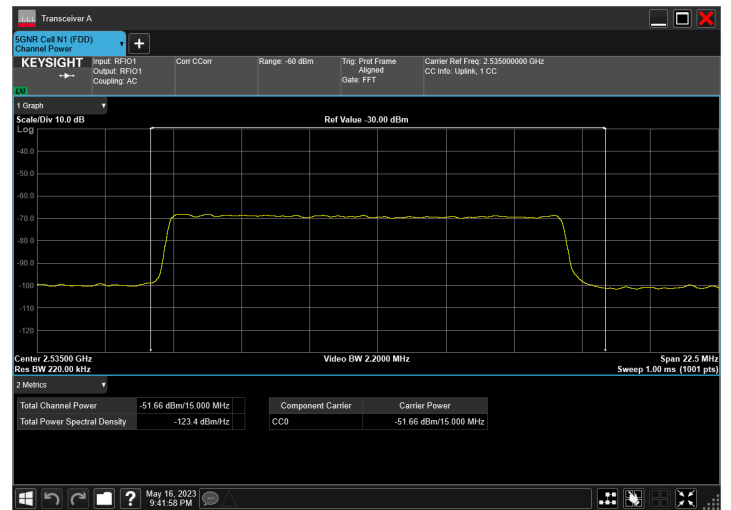 Transceiver A
5GNR Cell N1 (FDD)
Channel Power
KEYSIGHT
LXI
Input: RFIO1
Output: RFIO1
Coupling: AC
Corr CCorr
Range: -60 dBm
Trig: Prot Frame
Aligned
Gate: FFT
Carrier Ref Freq: 2.535000000 GHz
CC Info: Uplink, 1 CC
1 Graph
Scale/Div 10.0 dB
Ref Value -30.00 dBm
Log
-40.0
-50.0
-60.0
-70.0
-80.0
-90.0
-100
-110
-120
Center 2.53500 GHz
Video BW 2.2000 MHz
Span 22.5 MHz
Res BW 220.00 kHz
Sweep 1.00 ms (1001 pts)
2 Metrics
Total Channel Power -51.66 dBm/15.000 MHz
Total Power Spectral Density -123.4 dBm/Hz
Component Carrier Carrier Power
CC0 -51.66 dBm/15.000 MHz
?
May 16, 2023
9:41:58 PM